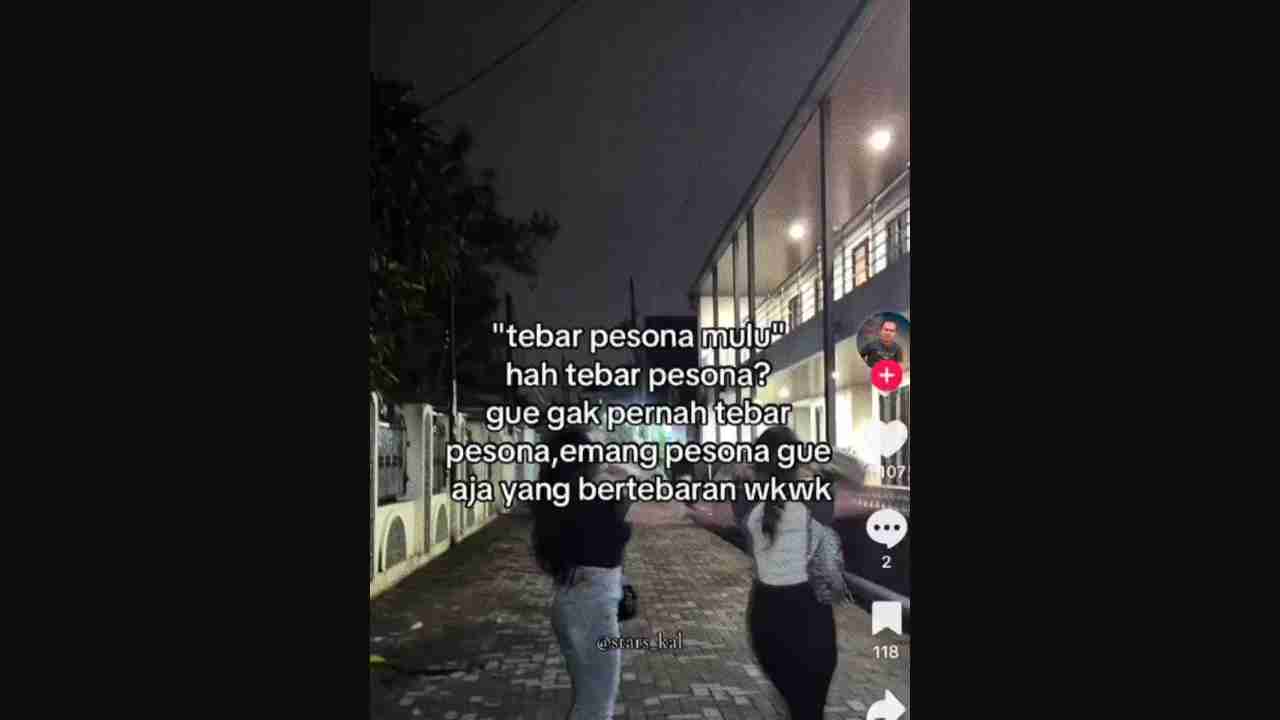 "tebar pesona mulu"
hah tebar pesona?
gue gak pernah tebar
pesona,emang pesona gue
aja yang bertebaran wkwk
@stars_kal
2
118